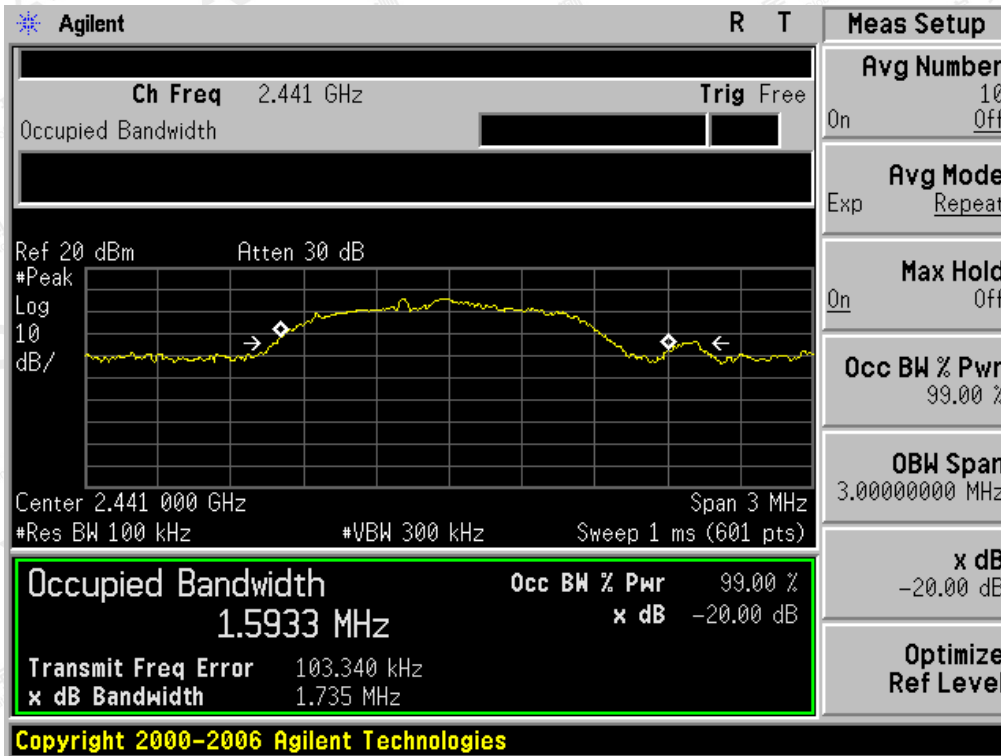 Agilent R T
Ch Freq 2.441 GHz Trig Free
Occupied Bandwidth
Ref 20 dBm Atten 30 dB
#Peak
Log
10
dB/
Center 2.441 000 GHz Span 3 MHz
#Res BW 100 kHz #VBW 300 kHz Sweep 1 ms (601 pts)
Occupied Bandwidth Occ BW % Pwr 99.00 %
1.5933 MHz x dB -20.00 dB
Transmit Freq Error 103.340 kHz
x dB Bandwidth 1.735 MHz
Copyright 2000-2006 Agilent Technologies
Meas Setup
Avg Number
10
On Off
Avg Mode
Exp Repeat
Max Hold
On Off
Occ BW % Pwr
99.00 %
OBW Span
3.00000000 MHz
x dB
-20.00 dB
Optimize
Ref Level